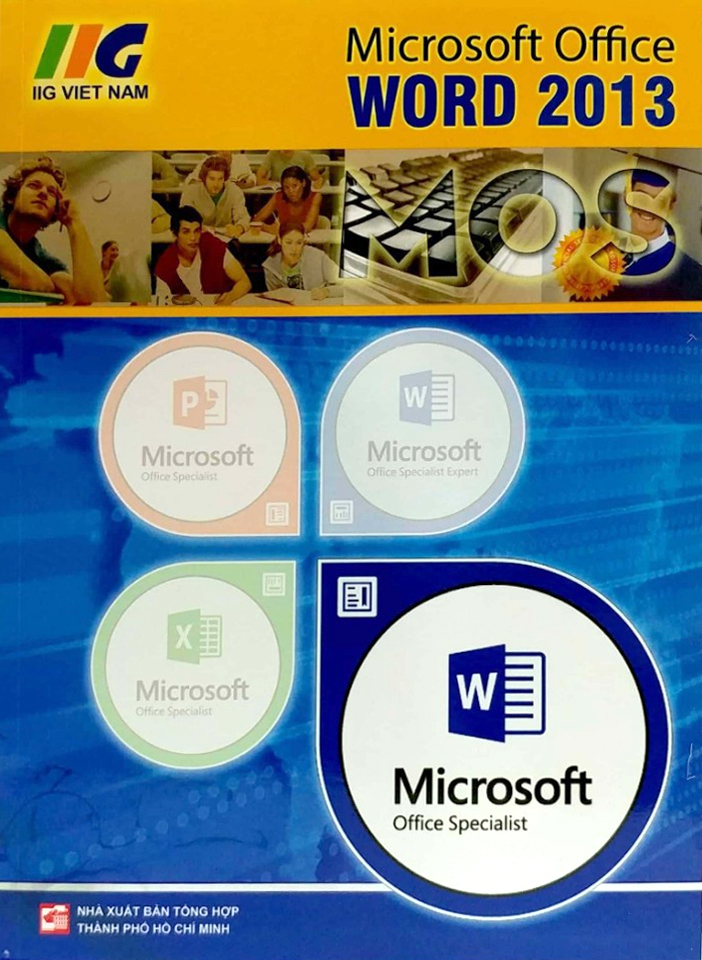 IIG VIET NAM
Microsoft Office
WORD 2013
MOS
P
Microsoft
Office Specialist
W
Microsoft
Office Specialist Expert
X
Microsoft
Office Specialist
W
Microsoft
Office Specialist
NHÀ XUẤT BẢN TỔNG HỢP
THÀNH PHỐ HỒ CHÍ MINH